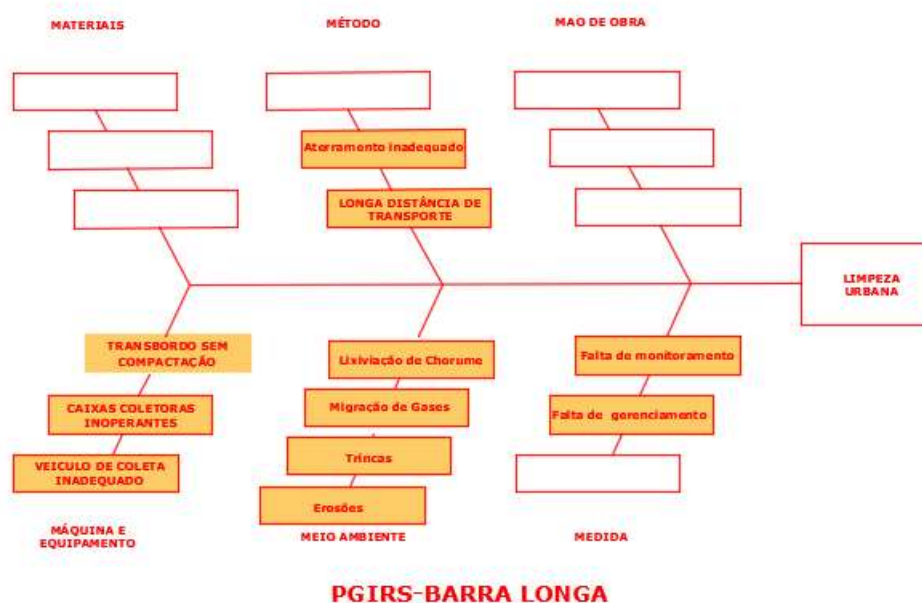 MATERIAIS
MÉTODO
MAO DE OBRA
Aterramento inadequado
LONGA DISTÂNCIA DE
TRANSPORTE
LIMPEZA
URBANA
TRANSBORDO SEM
COMPACTAÇÃO
CAIXAS COLETORAS
INOPERANTES
VEICULO DE COLETA
INADEQUADO
MÁQUINA E
EQUIPAMENTO
Lixiviação de Chorume
Migração de Gases
Trincas
Erosões
MEIO AMBIENTE
Falta de monitoramento
Falta de gerenciamento
MEDIDA
PGIRS-BARRA LONGA